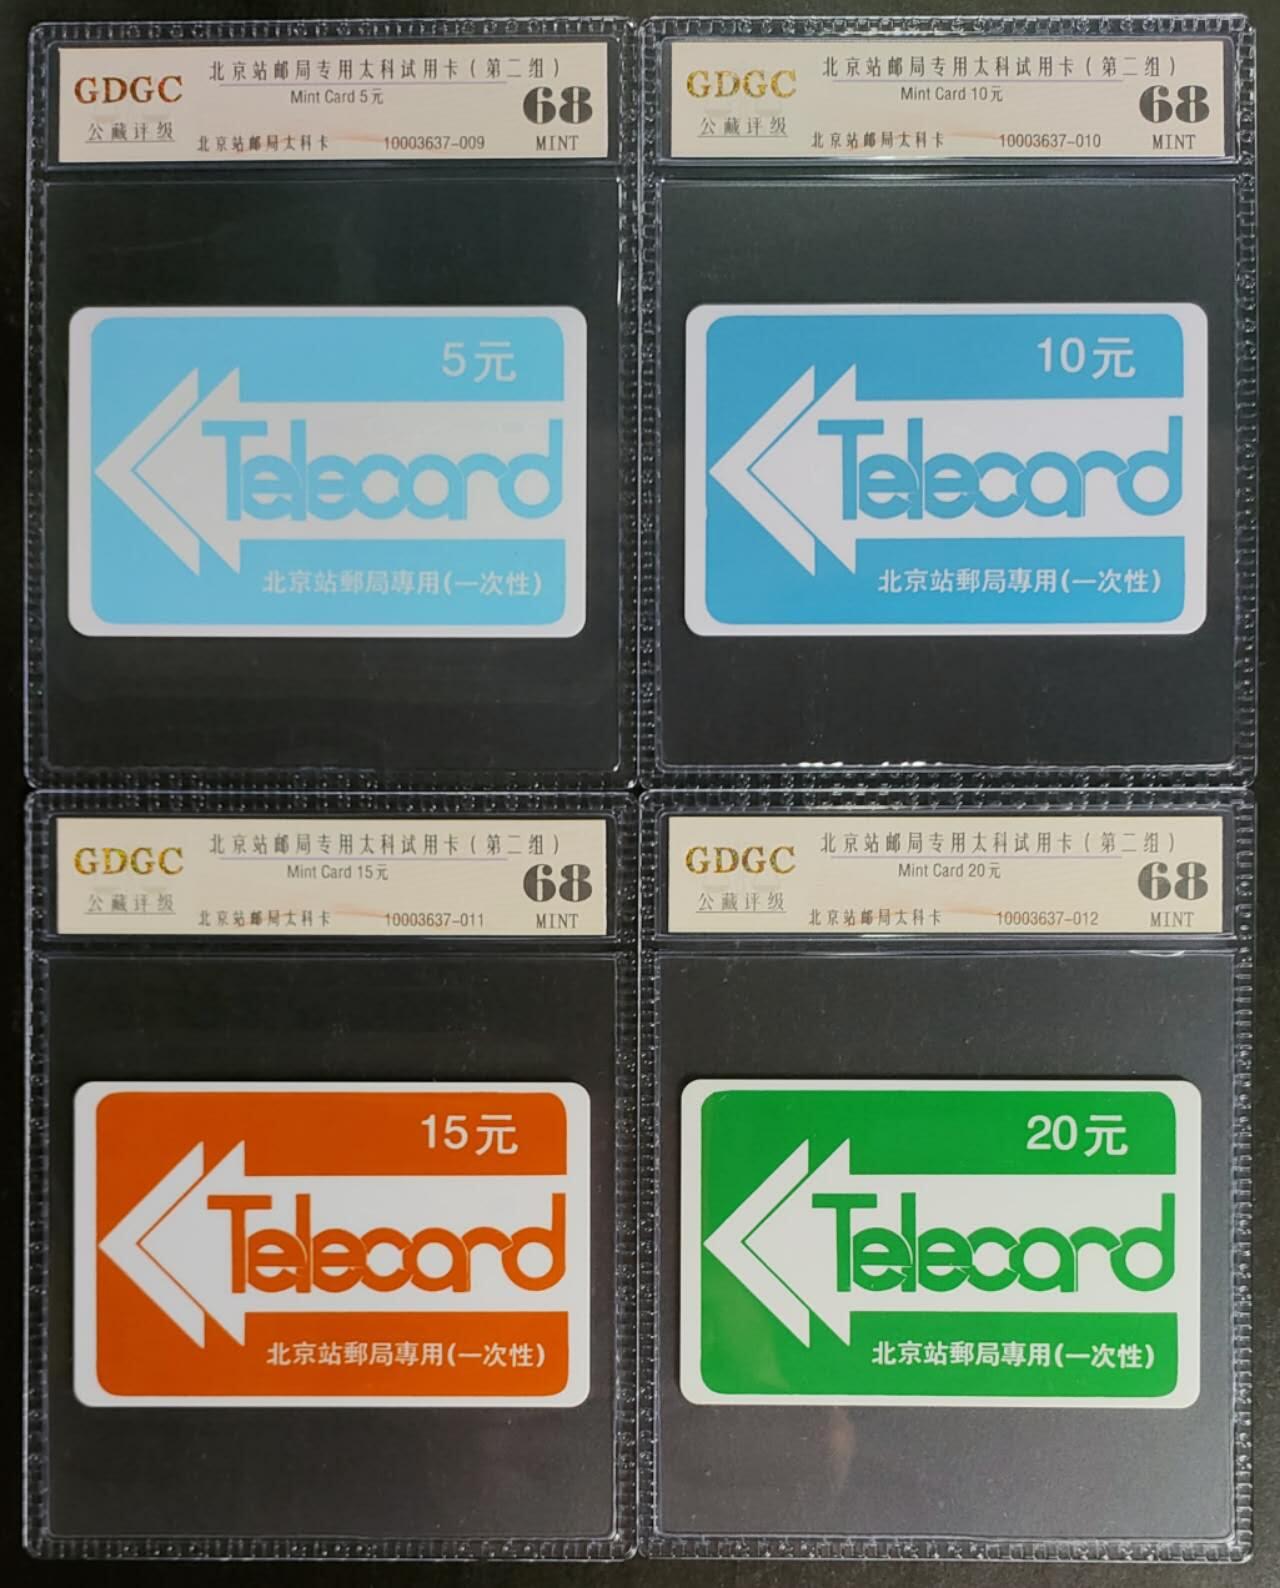 GDGC
公藏评级
北京站邮局专用太科试用卡（第二组）
Mint Card 5元
北京站邮局太科卡 10003637-009
68
MINT
5元
Telecard
北京站郵局專用(一次性)
GDGC
公藏评级
北京站邮局专用太科试用卡（第二组）
Mint Card 10元
北京站邮局太科卡 10003637-010
68
MINT
10元
Telecard
北京站郵局專用(一次性)
GDGC
公藏评级
北京站邮局专用太科试用卡（第二组）
Mint Card 15元
北京站邮局太科卡 10003637-011
68
MINT
15元
Telecard
北京站郵局專用(一次性)
GDGC
公藏评级
北京站邮局专用太科试用卡（第二组）
Mint Card 20元
北京站邮局太科卡 10003637-012
68
MINT
20元
Telecard
北京站郵局專用(一次性)